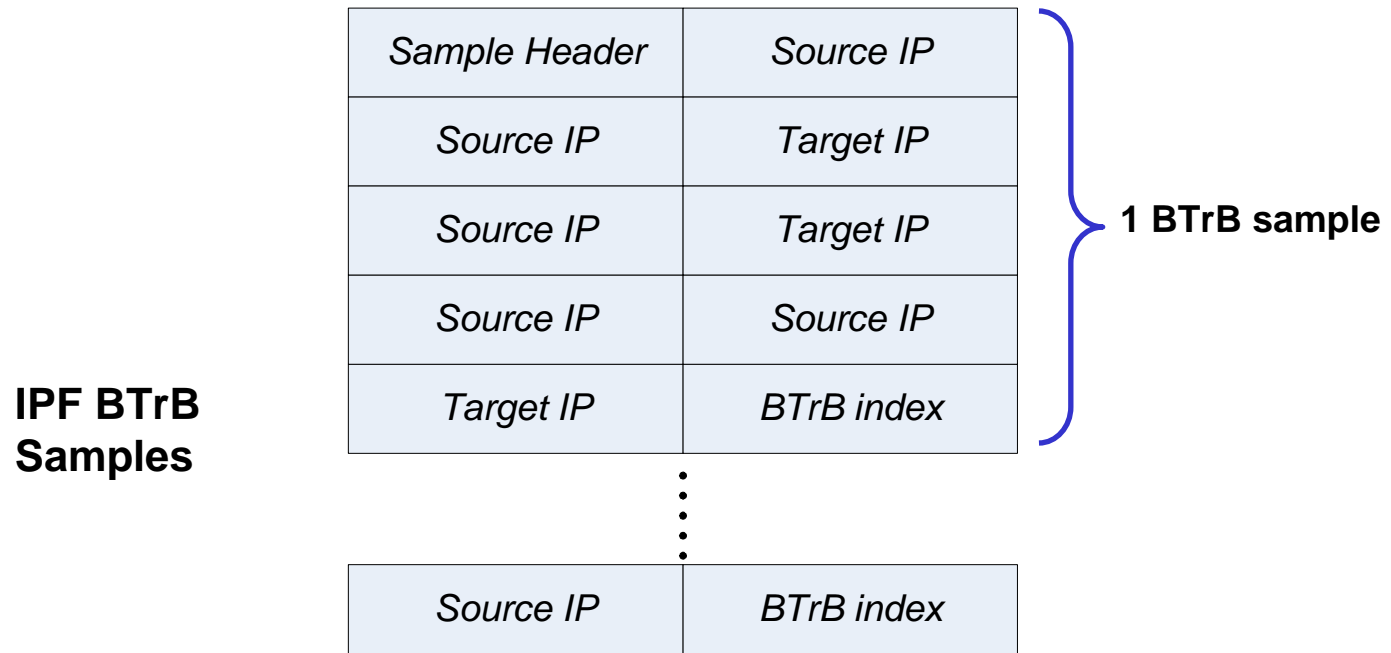 Sample Header Source IP
Source IP Target IP
Source IP Target IP
1 BTrB sample
Source IP Source IP
IPF BTrB
Samples
Target IP BTrB index
Source IP BTrB index